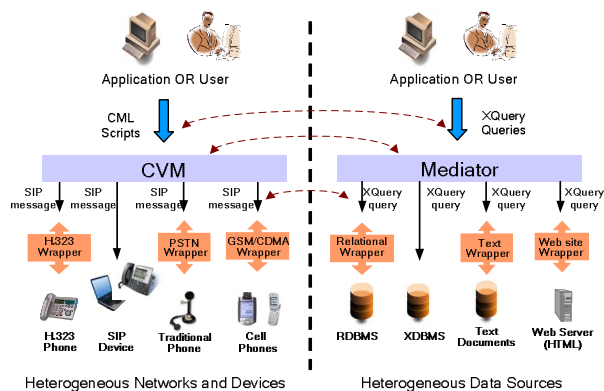 Application OR User
Application OR User
CML
Scripts
XQuery
Queries
CVM
Mediator
SIP
message
SIP
message
SIP
message
SIP
message
XQuery
query
XQuery
query
XQuery
query
XQuery
query
H.323
Wrapper
PSTN
Wrapper
GSM/CDMA
Wrapper
Relational
Wrapper
Text
Wrapper
Web site
Wrapper
H.323
Phone
SIP
Device
Traditional
Phone
Cell
Phones
RDBMS
XDBMS
Text
Documents
Web Server
(HTML)
Heterogeneous Networks and Devices
Heterogeneous Data Sources